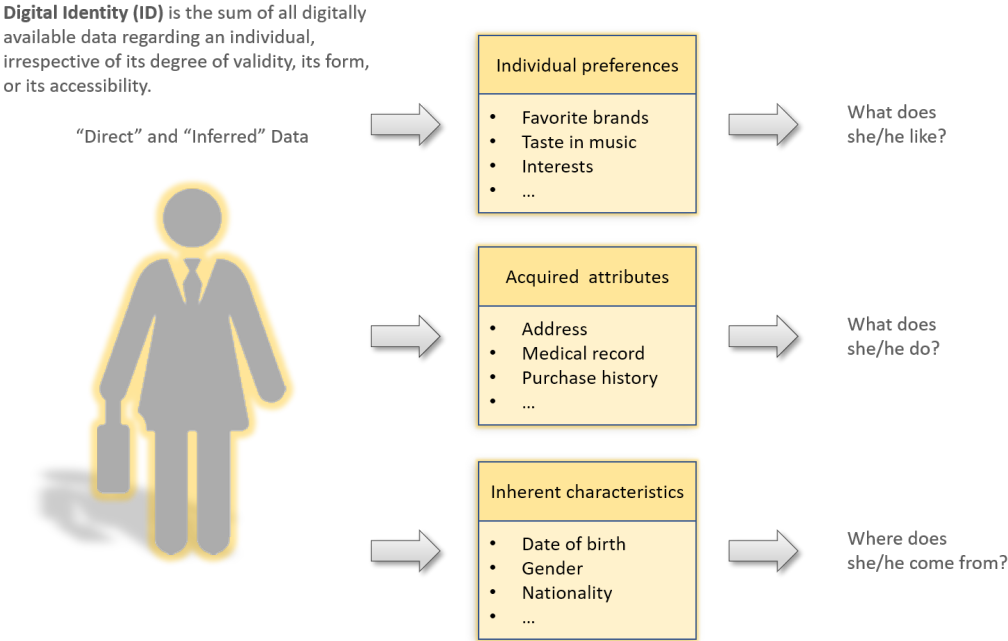 Digital Identity (ID) is the sum of all digitally
available data regarding an individual,
irrespective of its degree of validity, its form,
or its accessibility.
“Direct” and “Inferred” Data
Individual preferences
• Favorite brands
• Taste in music
• Interests
• ...
What does
she/he like?
Acquired attributes
• Address
• Medical record
• Purchase history
• ...
What does
she/he do?
Inherent characteristics
• Date of birth
• Gender
• Nationality
• ...
Where does
she/he come from?